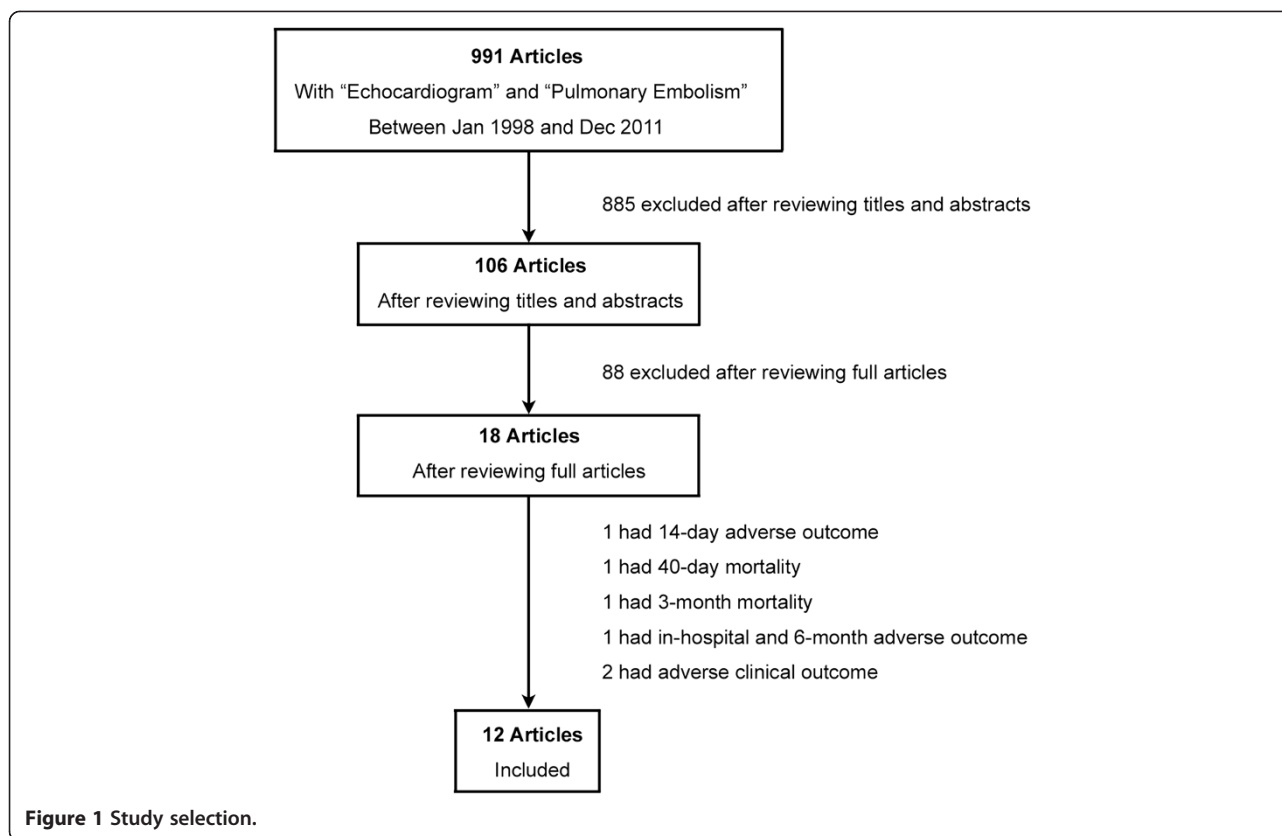 991 Articles
With “Echocardiogram” and “Pulmonary Embolism”
Between Jan 1998 and Dec 2011
885 excluded after reviewing titles and abstracts
106 Articles
After reviewing titles and abstracts
88 excluded after reviewing full articles
18 Articles
After reviewing full articles
1 had 14-day adverse outcome
1 had 40-day mortality
1 had 3-month mortality
1 had in-hospital and 6-month adverse outcome
2 had adverse clinical outcome
12 Articles
Included
Figure 1 Study selection.